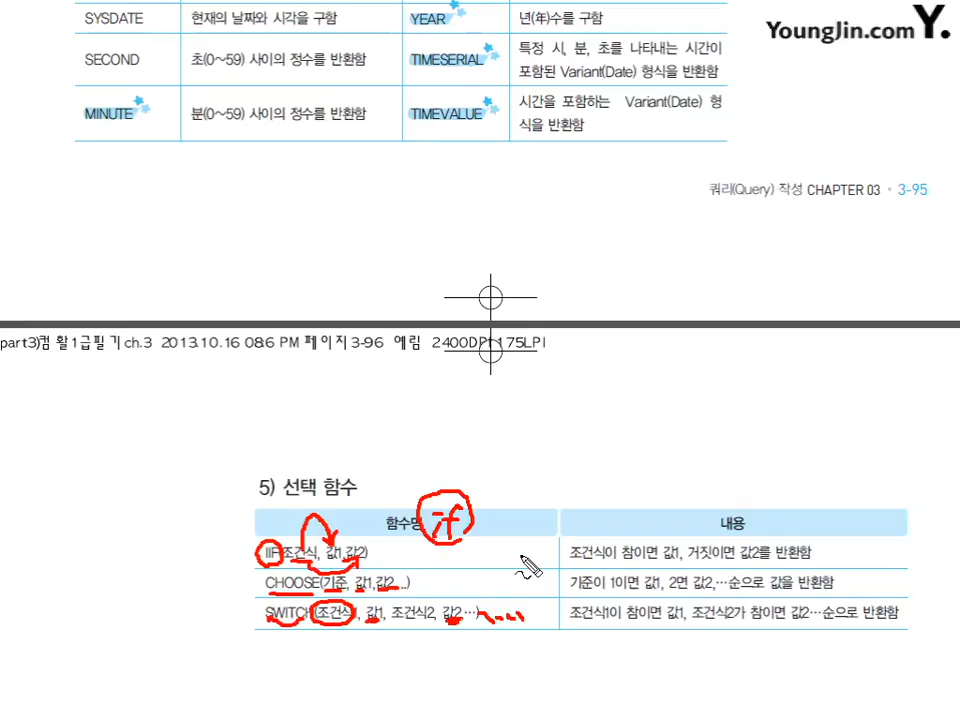 SYSDATE 현재의 날짜와 시각을 구함 YEAR 년(年)수를 구함
YoungJin.com Y.
SECOND 초(0~59) 사이의 정수를 반환함 TIMESERIAL 특정 시, 분, 초를 나타내는 시간이
포함된 Variant(Date) 형식을 반환함
MINUTE 분(0~59) 사이의 정수를 반환함 TIMEVALUE 시간을 포함하는 Variant(Date) 형
식을 반환함
쿼리(Query) 작성 CHAPTER 03 • 3-95
part3)컴활1급필기ch.3 2013.10.16 08:6 PM 페이지3-96 예림 2400DPI 175LPI
5) 선택 함수
함수명 if 내용
IIF(조건식, 값1,값2) 조건식이 참이면 값1, 거짓이면 값2를 반환함
CHOOSE(기준, 값1,값2...) 기준이 1이면 값1, 2면 값2,…순으로 값을 반환함
SWITCH(조건식1, 값1, 조건식2, 값2…) 조건식1이 참이면 값1, 조건식2가 참이면 값2…순으로 반환함